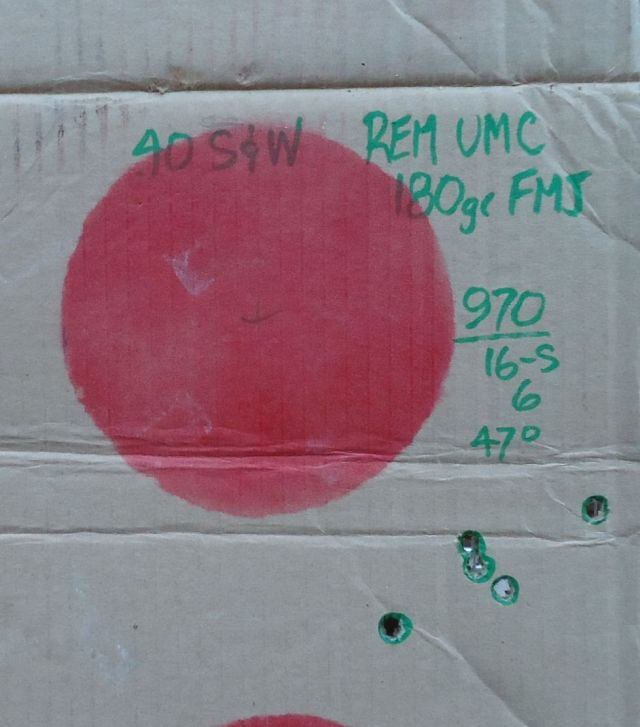 .40 S&W REM UMC
180gr FMJ
970
16-S
6
47°